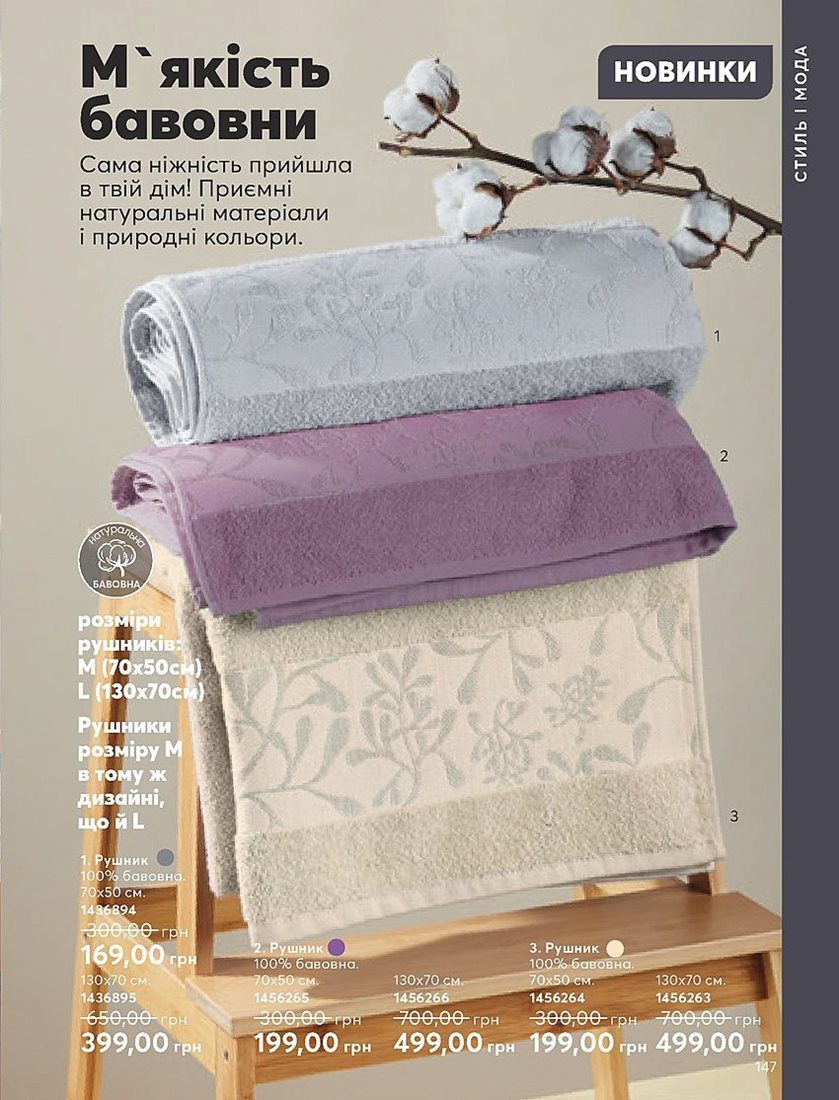 М`якість
бавовни
Сама ніжність прийшла
в твій дім! Приємні
натуральні матеріали
і природні кольори.
НОВИНКИ
СТИЛЬ І МОДА
1
2
3
натуральна
БАВОВНА
розміри
рушників:
M (70x50см)
L (130x70см)
Рушники
розміру M
в тому ж
дизайні,
що й L
1. Рушник
100% бавовна.
70x50 см.
1436894
300,00 грн
169,00 грн
130x70 см.
1436895
650,00 грн
399,00 грн
2. Рушник
100% бавовна.
70x50 см.
1456265
300,00 грн
199,00 грн
130x70 см.
1456266
700,00 грн
499,00 грн
3. Рушник
100% бавовна.
70x50 см.
1456264
300,00 грн
199,00 грн
130x70 см.
1456263
700,00 грн
499,00 грн
147